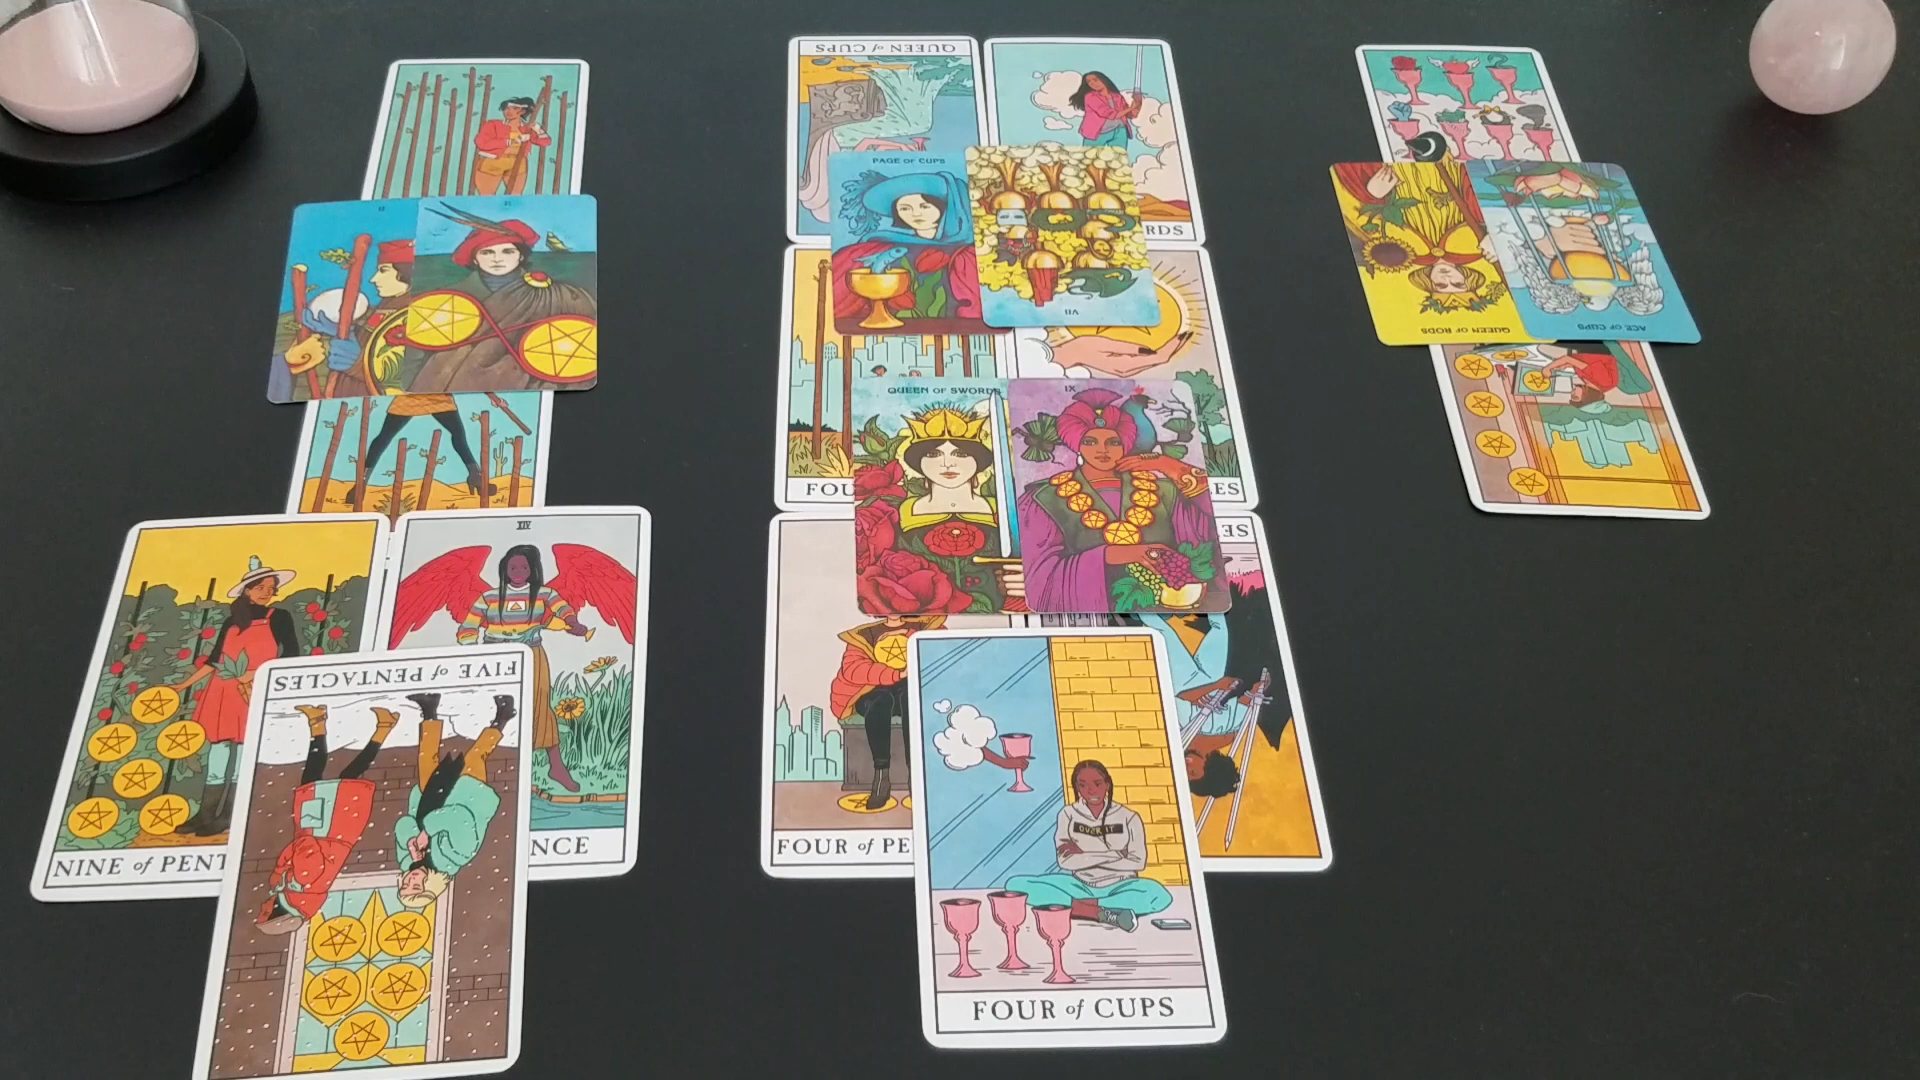 QUEEN of CUPS
PAGE OF CUPS
RDS
II
VII
QUEEN OF RODS
ACE OF CUPS
QUEEN OF SWORDS
IX
FOU
ES
XIV
SE
FIVE of PENTACLES
NINE of PENT
NCE
FOUR of PE
OVER IT
FOUR of CUPS